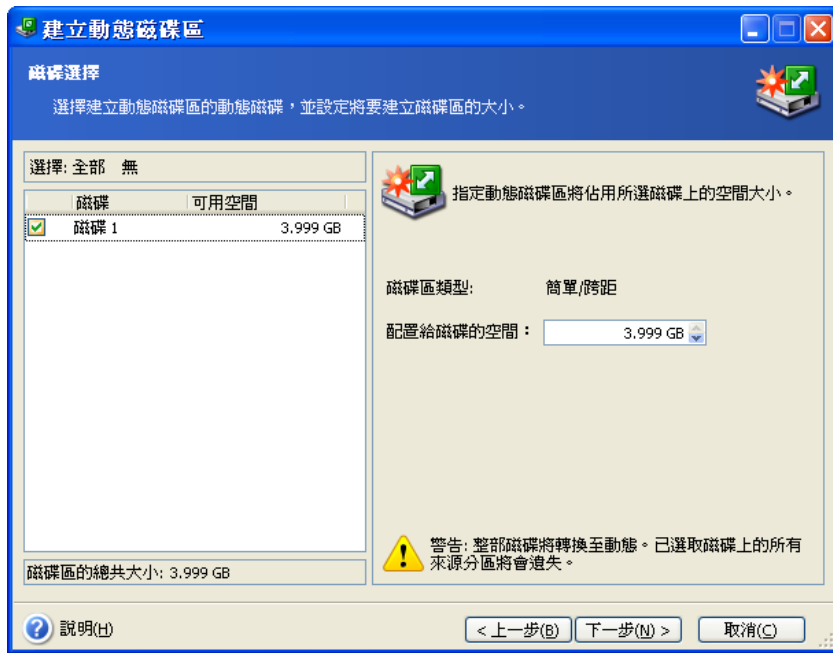 建立動態磁碟區
磁碟選擇
選擇建立動態磁碟區的動態磁碟，並設定將要建立磁碟區的大小。
選擇: 全部 無
磁碟 可用空間
磁碟 1 3.999 GB
磁碟區的總共大小: 3.999 GB
指定動態磁碟區將佔用所選磁碟上的空間大小。
磁碟區類型: 簡單/跨距
配置給磁碟的空間： 3.999 GB
警告: 整部磁碟將轉換至動態。已選取磁碟上的所有
來源分區將會遺失。
說明(H)
< 上一步(B) 下一步(N) > 取消(C)